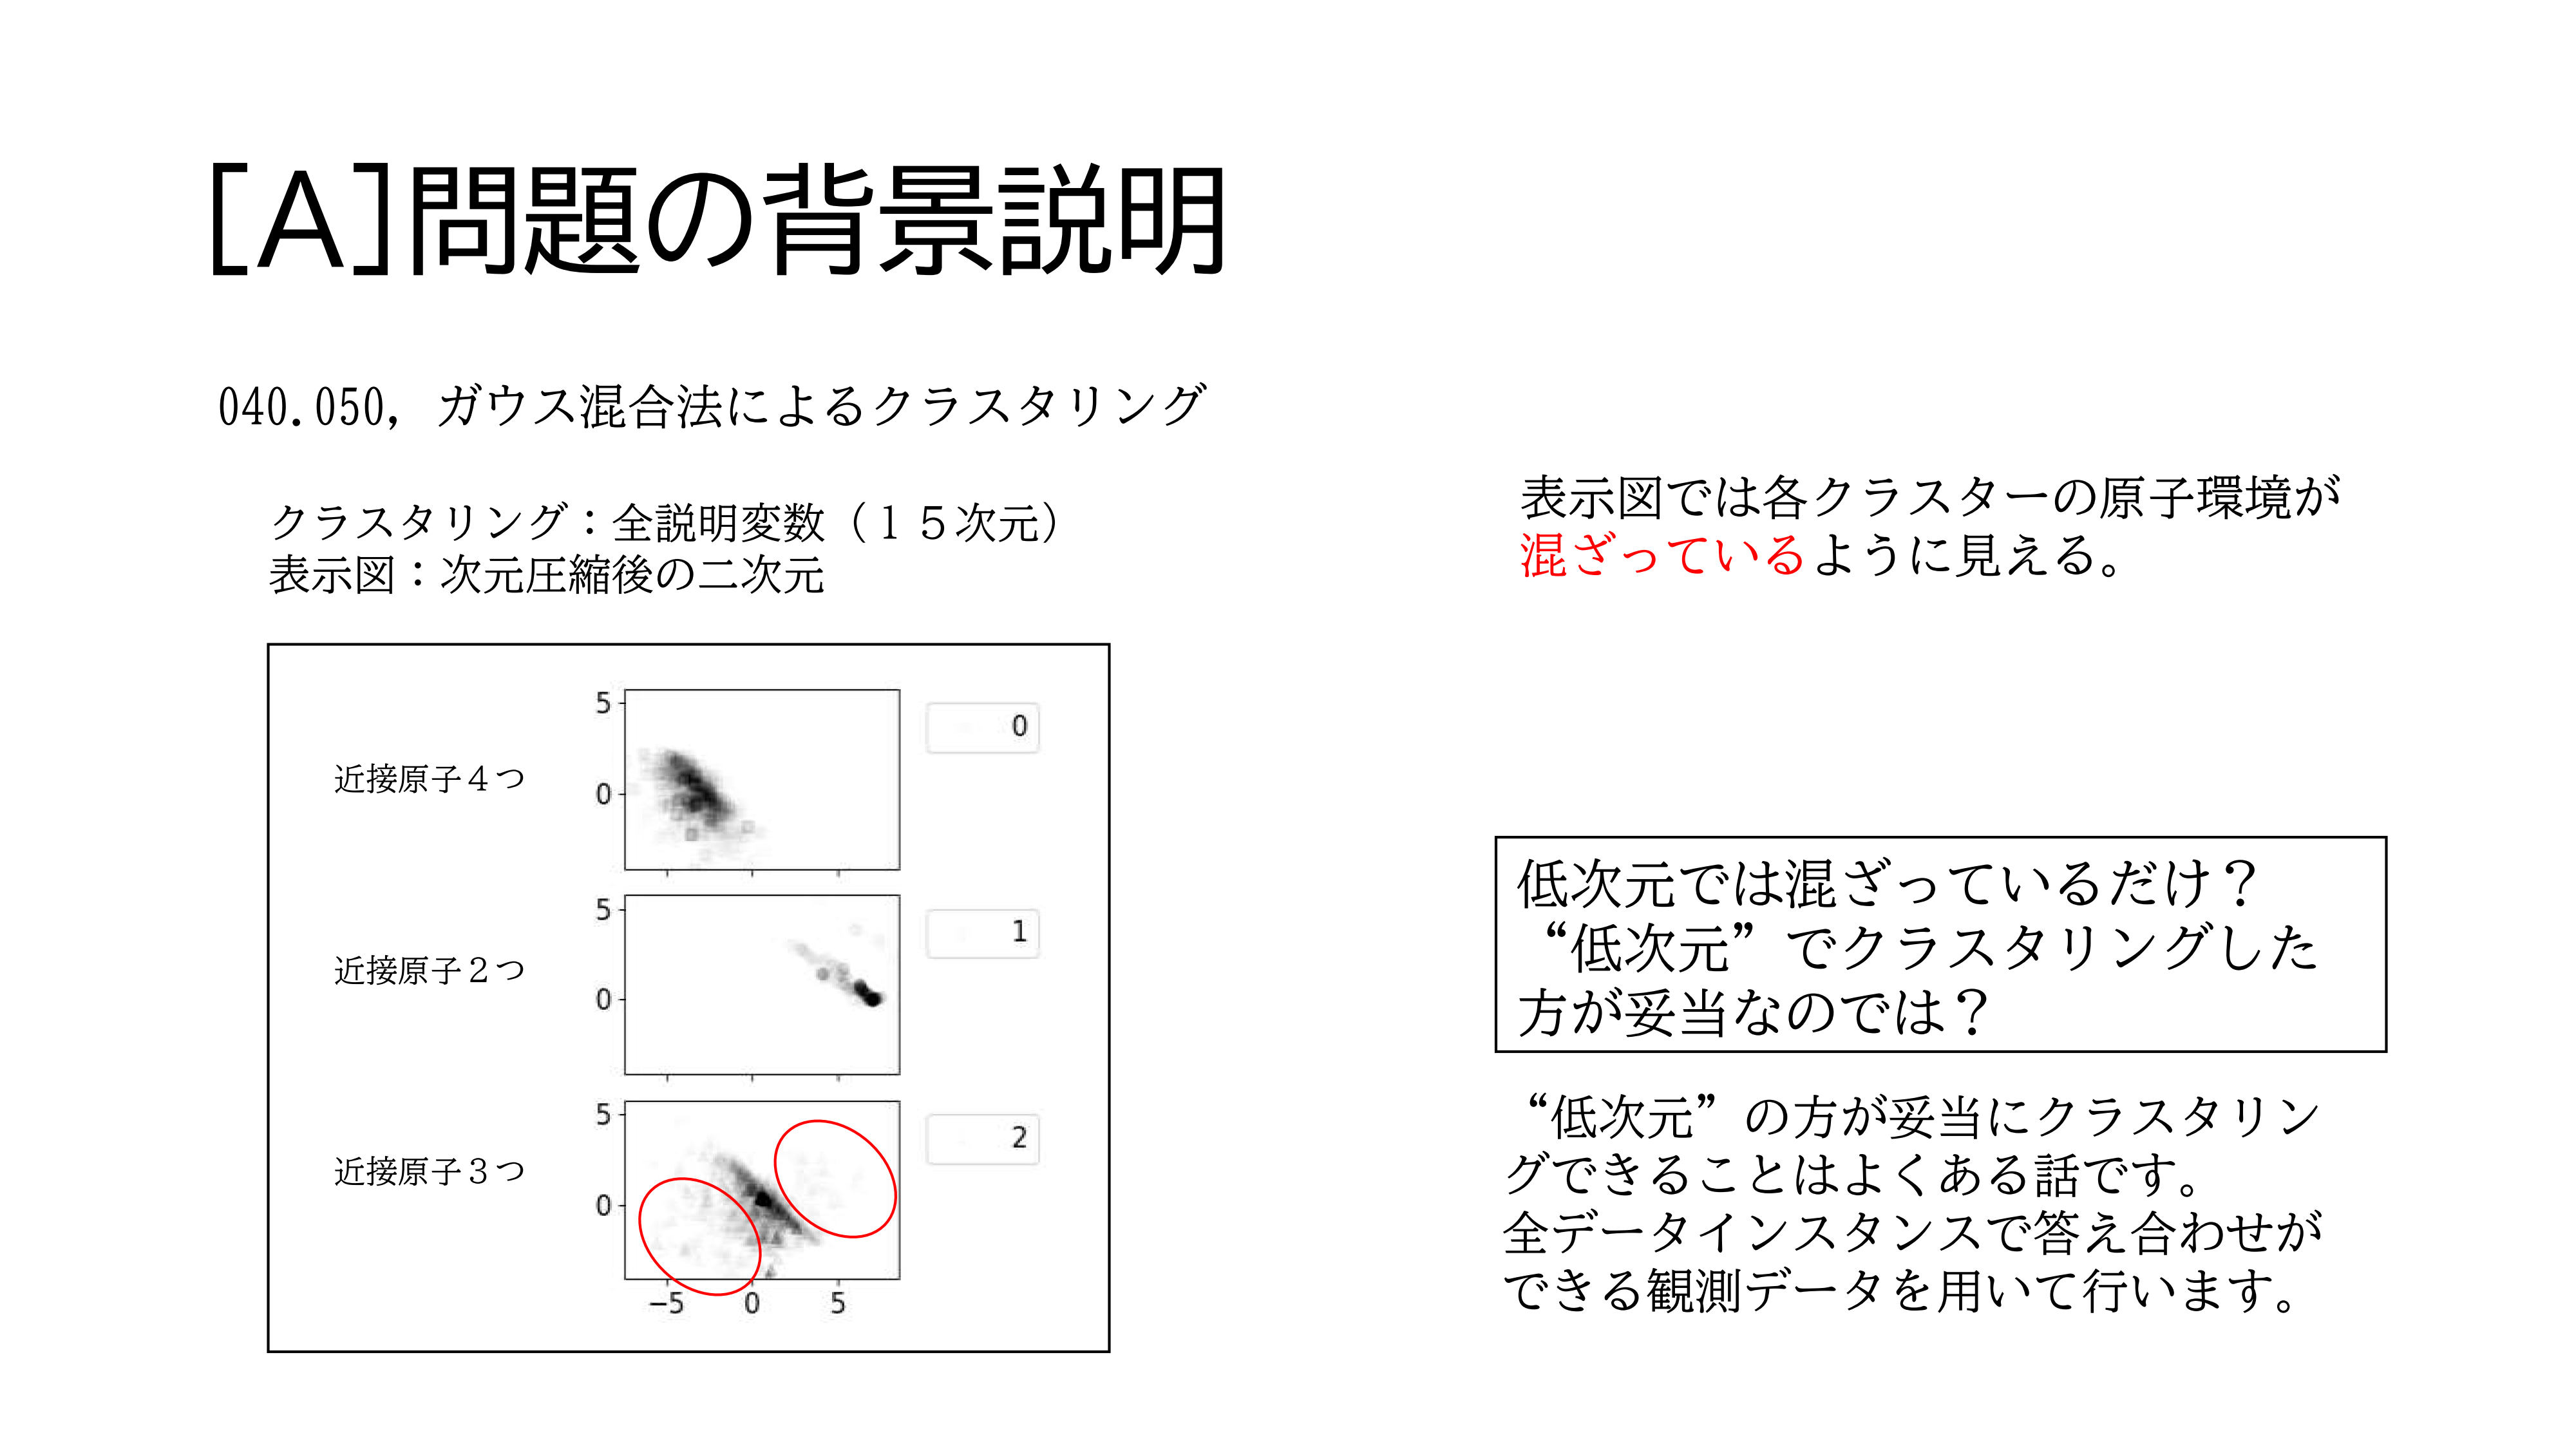 [A]問題の背景説明
040.050, ガウス混合法によるクラスタリング
クラスタリング：全説明変数（１５次元）
表示図：次元圧縮後の二次元
近接原子４つ
5
0
0
近接原子２つ
5
0
1
近接原子３つ
5
0
2
−5 0 5
表示図では各クラスターの原子環境が
混ざっているように見える。
低次元では混ざっているだけ？
“低次元”でクラスタリングした
方が妥当なのでは？
“低次元”の方が妥当にクラスタリン
グできることはよくある話です。
全データインスタンスで答え合わせが
できる観測データを用いて行います。